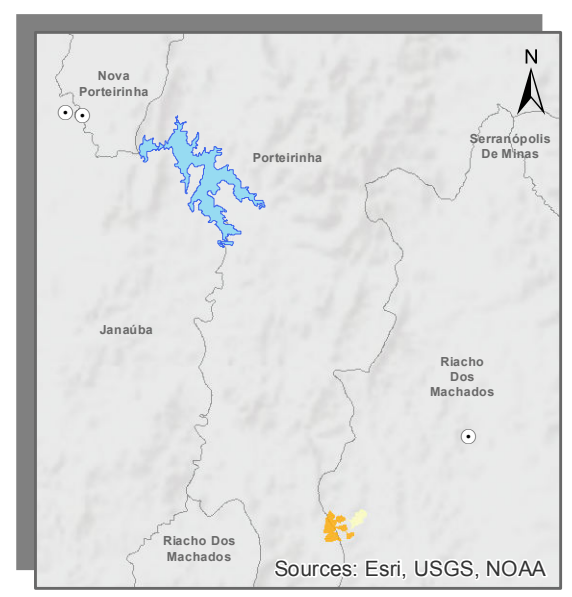 N
Nova
Porteirinha
Serranópolis
De Minas
Porteirinha
Janaúba
Riacho
Dos
Machados
Riacho Dos
Machados
Sources: Esri, USGS, NOAA